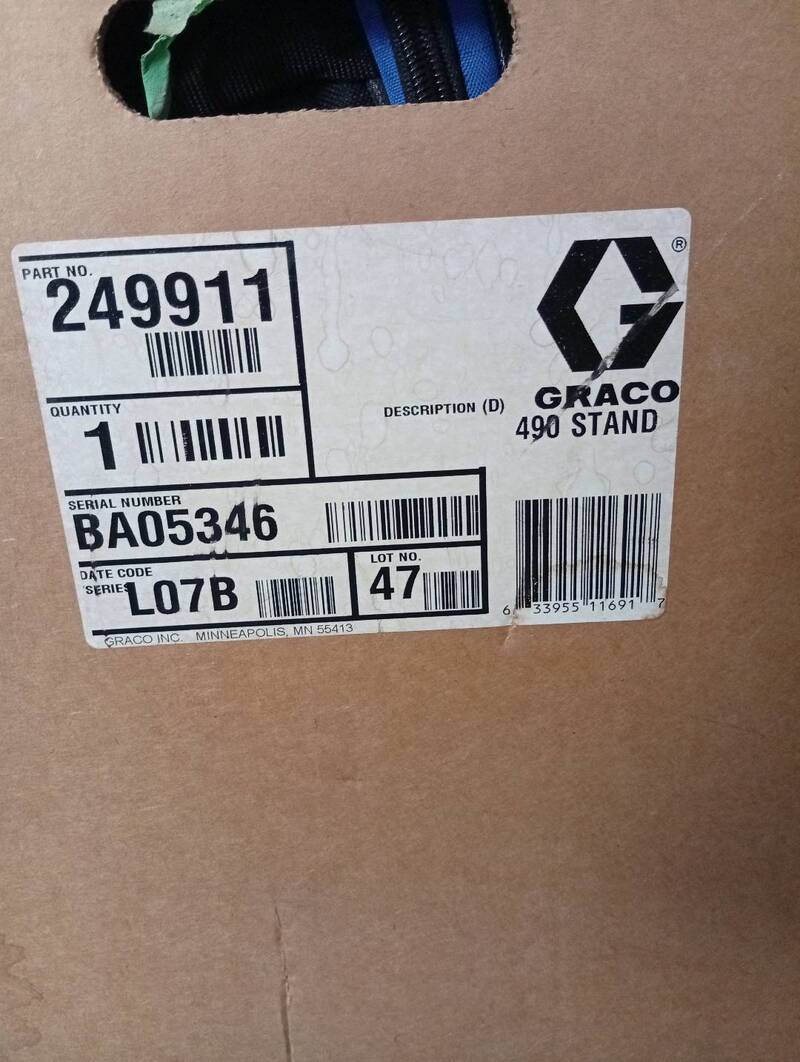 PART NO.
249911
QUANTITY
1
DESCRIPTION (D)
®
GRACO
490 STAND
SERIAL NUMBER
BA05346
DATE CODE
SERIES
L07B
LOT NO.
47
6 33955 11691 7
GRACO INC. MINNEAPOLIS, MN 55413